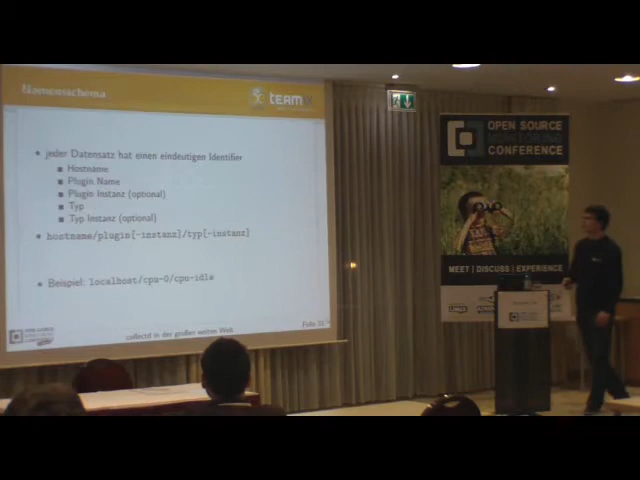 Namensschema
team
jeder Datensatz hat einen eindeutigen Identifier
Hostname
Plugin Name
Plugin Instanz (optional)
Typ
Typ Instanz (optional)
hostname/plugin[-instanz]/typ[-instanz]
Beispiel: localhost/cpu-0/cpu-idle
collectd in der großen weiten Welt
Folie
OPEN SOURCE
MONITORING
CONFERENCE
MEET | DISCUSS | EXPERIENCE